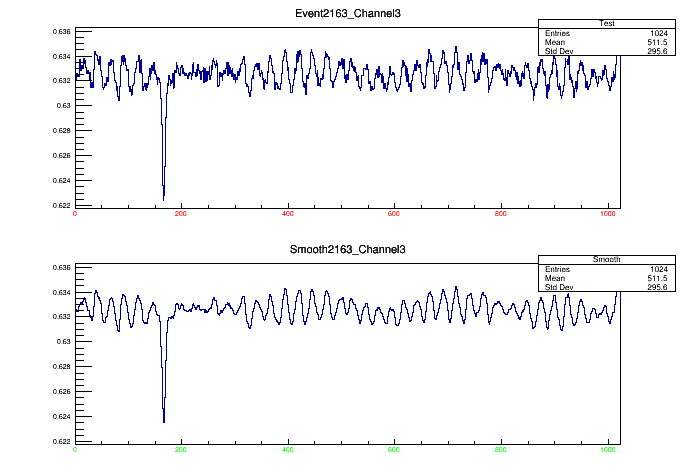 Event2163_Channel3
Test
Entries 1024
Mean 511.5
Std Dev 295.6
0.636
0.634
0.632
0.63
0.628
0.626
0.624
0.622
0 200 400 600 800 1000
Smooth2163_Channel3
Smooth
Entries 1024
Mean 511.5
Std Dev 295.6
0.636
0.634
0.632
0.63
0.628
0.626
0.624
0.622
0 200 400 600 800 1000